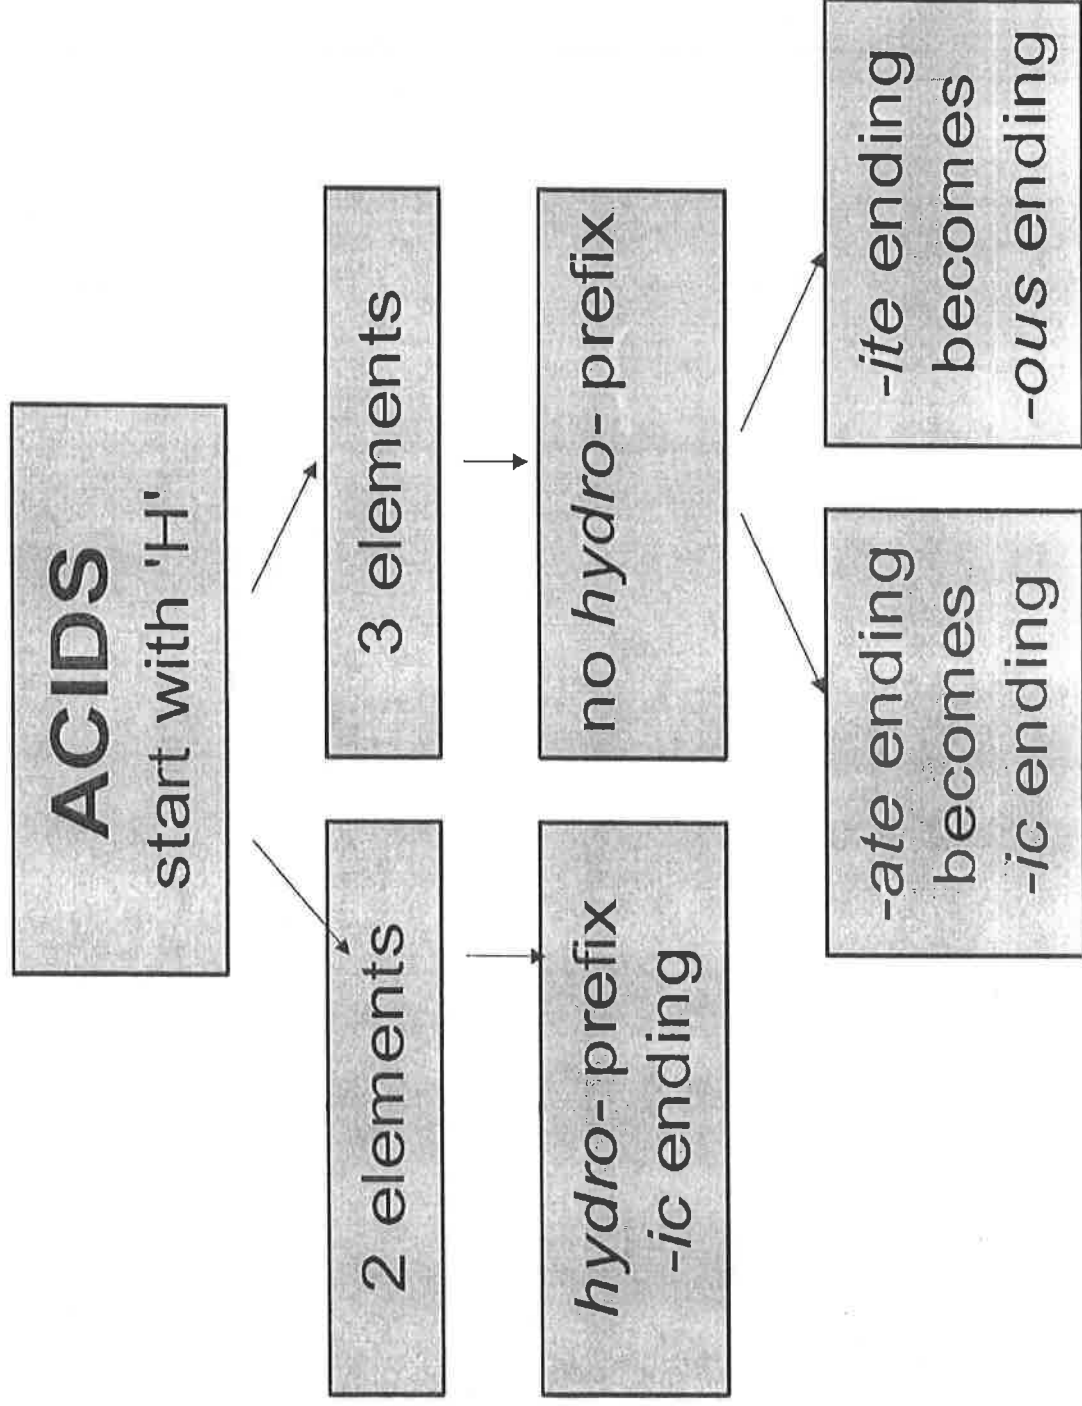 ACIDS
start with 'H'
2 elements
3 elements
hydro- prefix
-ic ending
no hydro- prefix
-ate ending
becomes
-ic ending
-ite ending
becomes
-ous ending